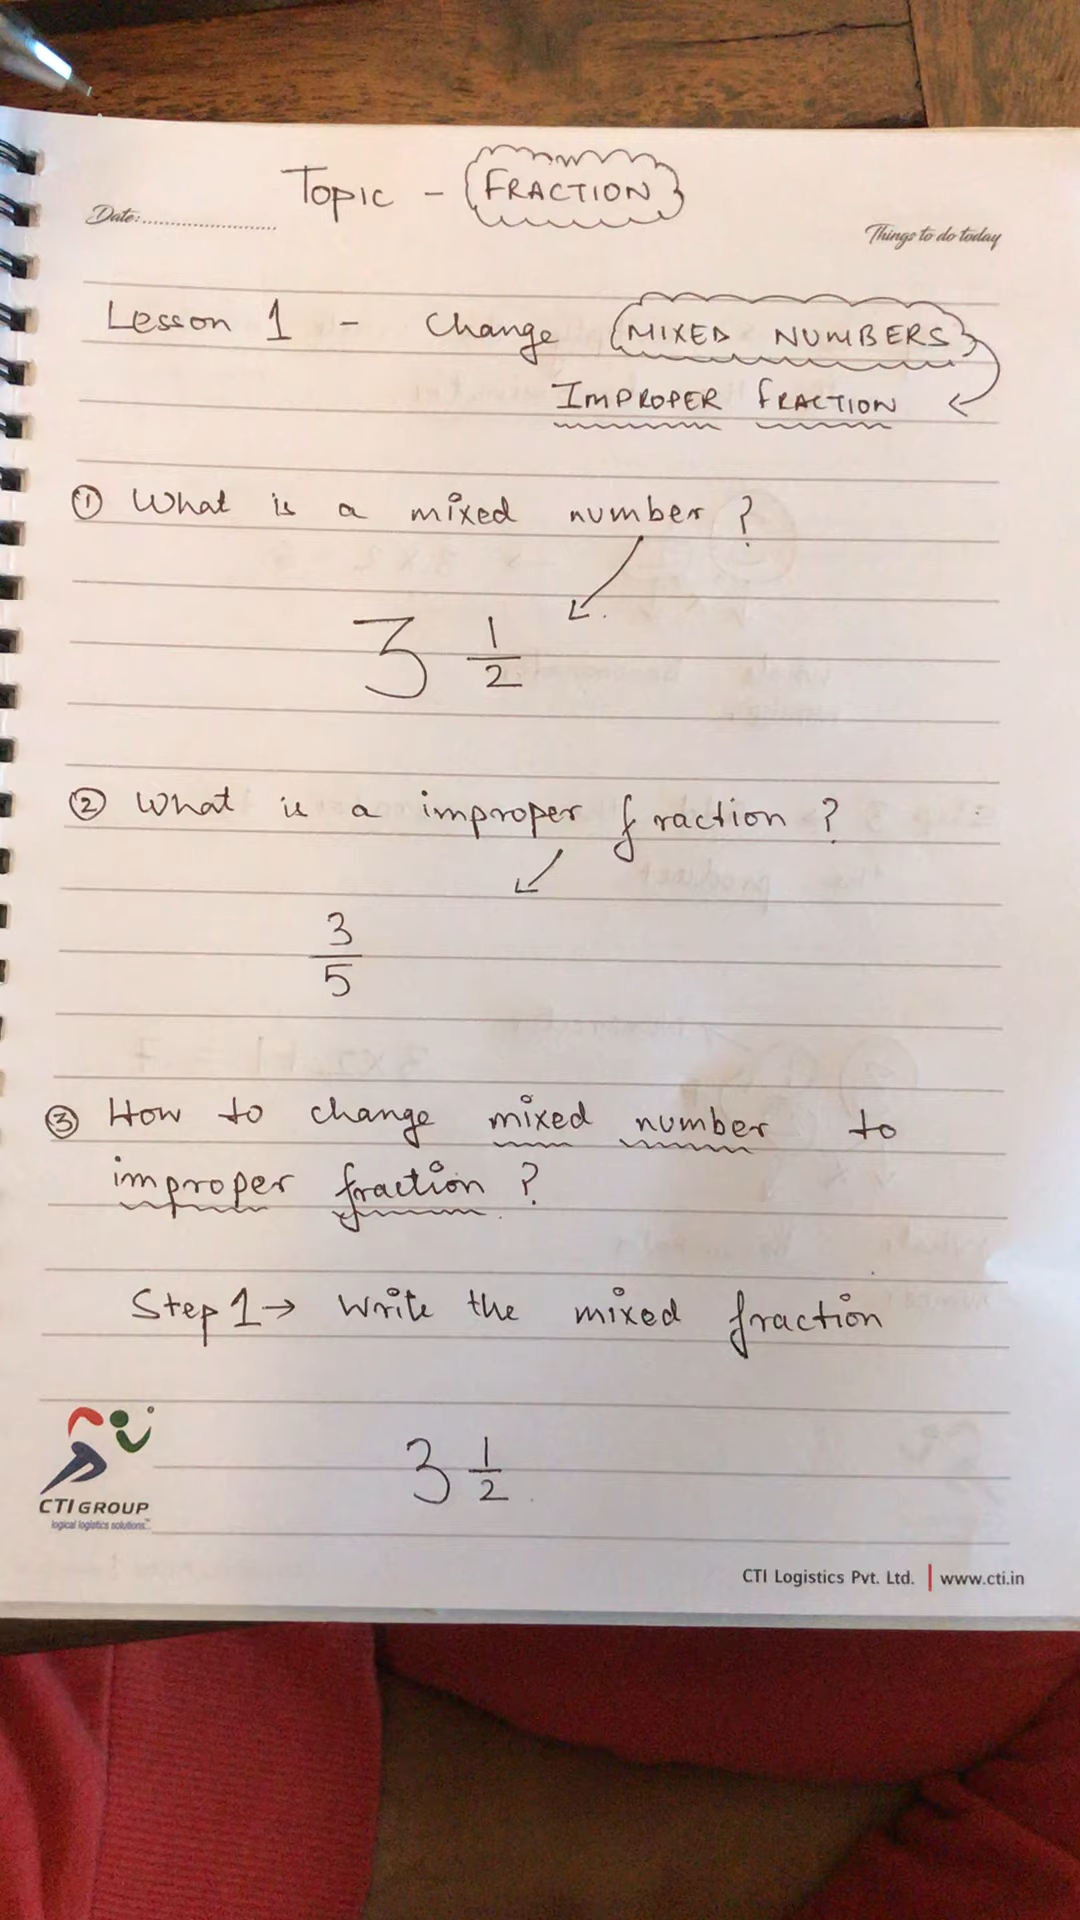 Topic - FRACTION
Date:........................
Things to do today
Lesson 1 - Change MIXED NUMBERS
IMPROPER FRACTION
① What is a mixed number?
3 1/2
② What is a improper fraction?
3/5
③ How to change mixed number to
improper fraction?
Step 1 → Write the mixed fraction
3 1/2
CTI GROUP
logical logistics solutions...™
CTI Logistics Pvt. Ltd. | www.cti.in